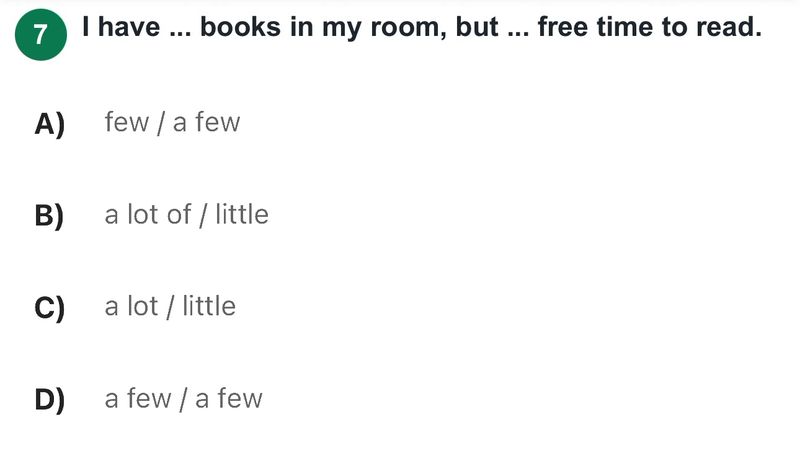 7 I have ... books in my room, but ... free time to read.
A) few / a few
B) a lot of / little
C) a lot / little
D) a few / a few